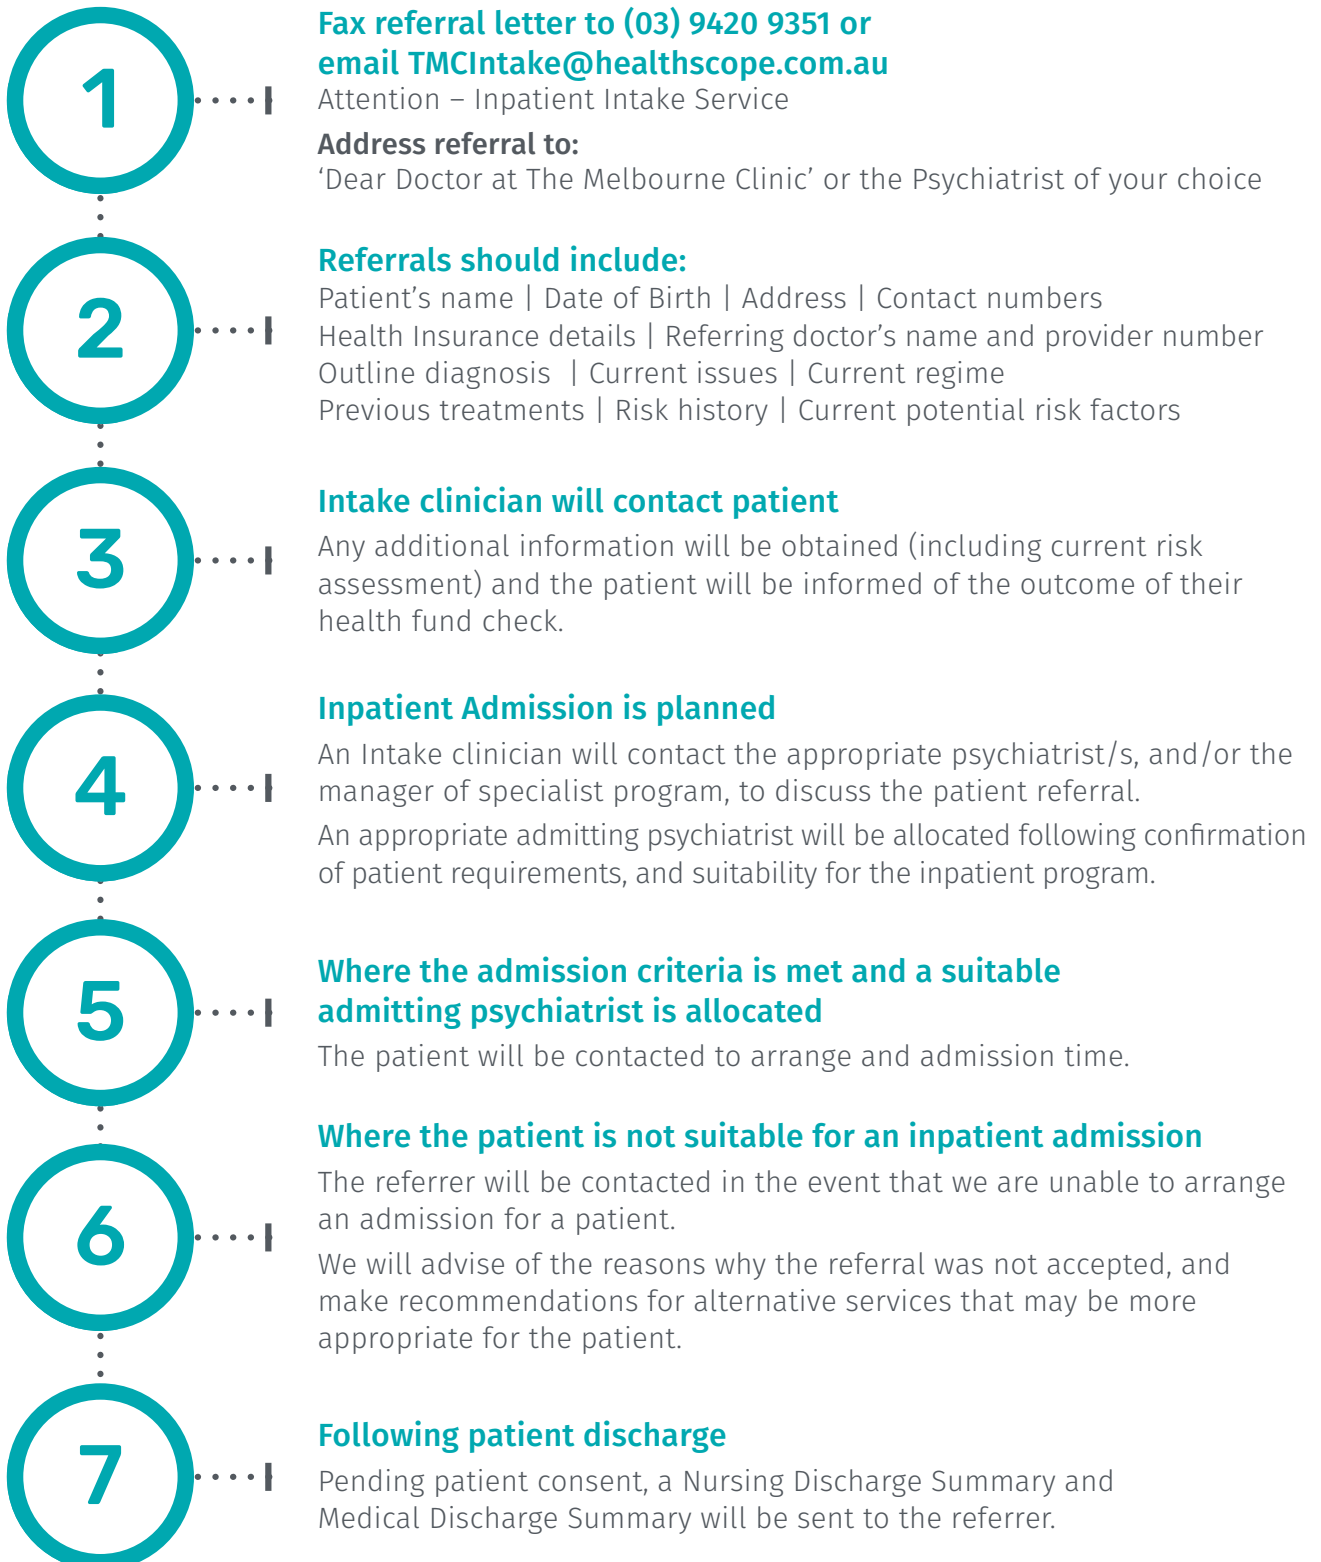 1
Fax referral letter to (03) 9420 9351 or
email TMCIntake@healthscope.com.au
Attention – Inpatient Intake Service
Address referral to:
‘Dear Doctor at The Melbourne Clinic’ or the Psychiatrist of your choice
2
Referrals should include:
Patient’s name | Date of Birth | Address | Contact numbers
Health Insurance details | Referring doctor’s name and provider number
Outline diagnosis | Current issues | Current regime
Previous treatments | Risk history | Current potential risk factors
3
Intake clinician will contact patient
Any additional information will be obtained (including current risk
assessment) and the patient will be informed of the outcome of their
health fund check.
4
Inpatient Admission is planned
An Intake clinician will contact the appropriate psychiatrist/s, and/or the
manager of specialist program, to discuss the patient referral.
An appropriate admitting psychiatrist will be allocated following confirmation
of patient requirements, and suitability for the inpatient program.
5
Where the admission criteria is met and a suitable
admitting psychiatrist is allocated
The patient will be contacted to arrange and admission time.
6
Where the patient is not suitable for an inpatient admission
The referrer will be contacted in the event that we are unable to arrange
an admission for a patient.
We will advise of the reasons why the referral was not accepted, and
make recommendations for alternative services that may be more
appropriate for the patient.
7
Following patient discharge
Pending patient consent, a Nursing Discharge Summary and
Medical Discharge Summary will be sent to the referrer.